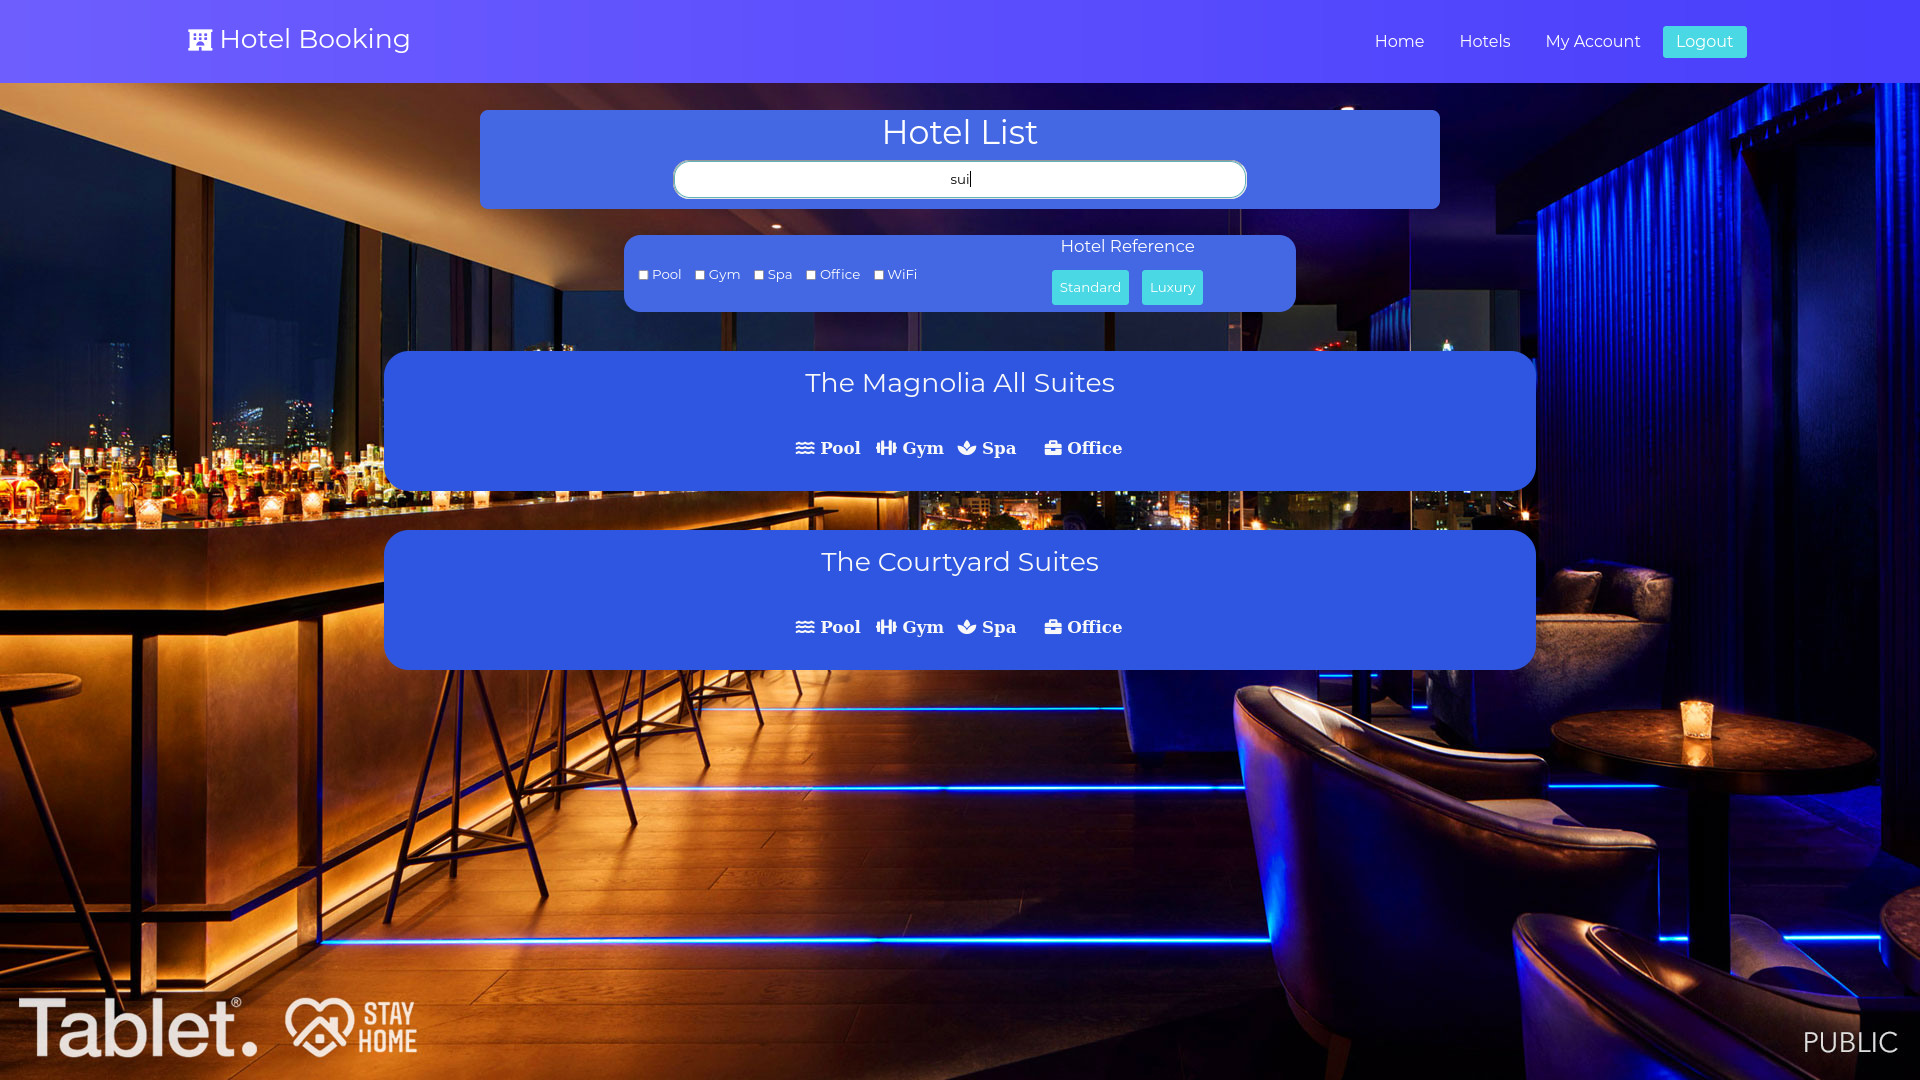 Hotel Booking
Home
Hotels
My Account
Logout
Hotel List
sui
Pool
Gym
Spa
Office
WiFi
Hotel Reference
Standard
Luxury
The Magnolia All Suites
Pool
Gym
Spa
Office
The Courtyard Suites
Pool
Gym
Spa
Office
Tablet.®
STAY
HOME
PUBLIC